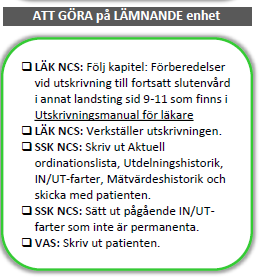 ATT GÖRA på LÄMNANDE enhet
❑ LÄK NCS: Följ kapitel: Förberedelser
vid utskrivning till fortsatt slutenvård
i annat landsting sid 9-11 som finns i
Utskrivningsmanual för läkare
❑ LÄK NCS: Verkställer utskrivningen.
❑ SSK NCS: Skriv ut Aktuell
ordinationslista, Utdelningshistorik,
IN/UT-farter, Mätvärdeshistorik och
skicka med patienten.
❑ SSK NCS: Sätt ut pågående IN/UT-
farter som inte är permanenta.
❑ VAS: Skriv ut patienten.